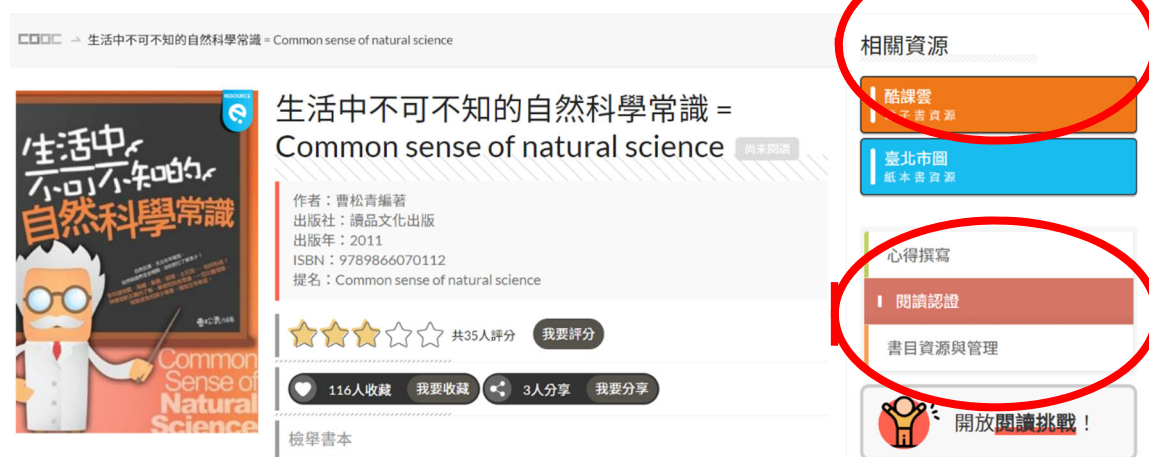 COOC → 生活中不可不知的自然科學常識 = Common sense of natural science
RESOURCE
生活中
不可不知的
自然科學常識
Common
Sense of
Natural
Science
生活中不可不知的自然科學常識 =
Common sense of natural science 尚未閱讀
作者：曹松青編著
出版社：讀品文化出版
出版年：2011
ISBN：9789866070112
提名：Common sense of natural science
共35人評分 我要評分
116人收藏 我要收藏 3人分享 我要分享
檢舉書本
相關資源
酷課雲
子書資源
臺北市圖
紙本書資源
心得撰寫
閱讀認證
書目資源與管理
開放閱讀挑戰！